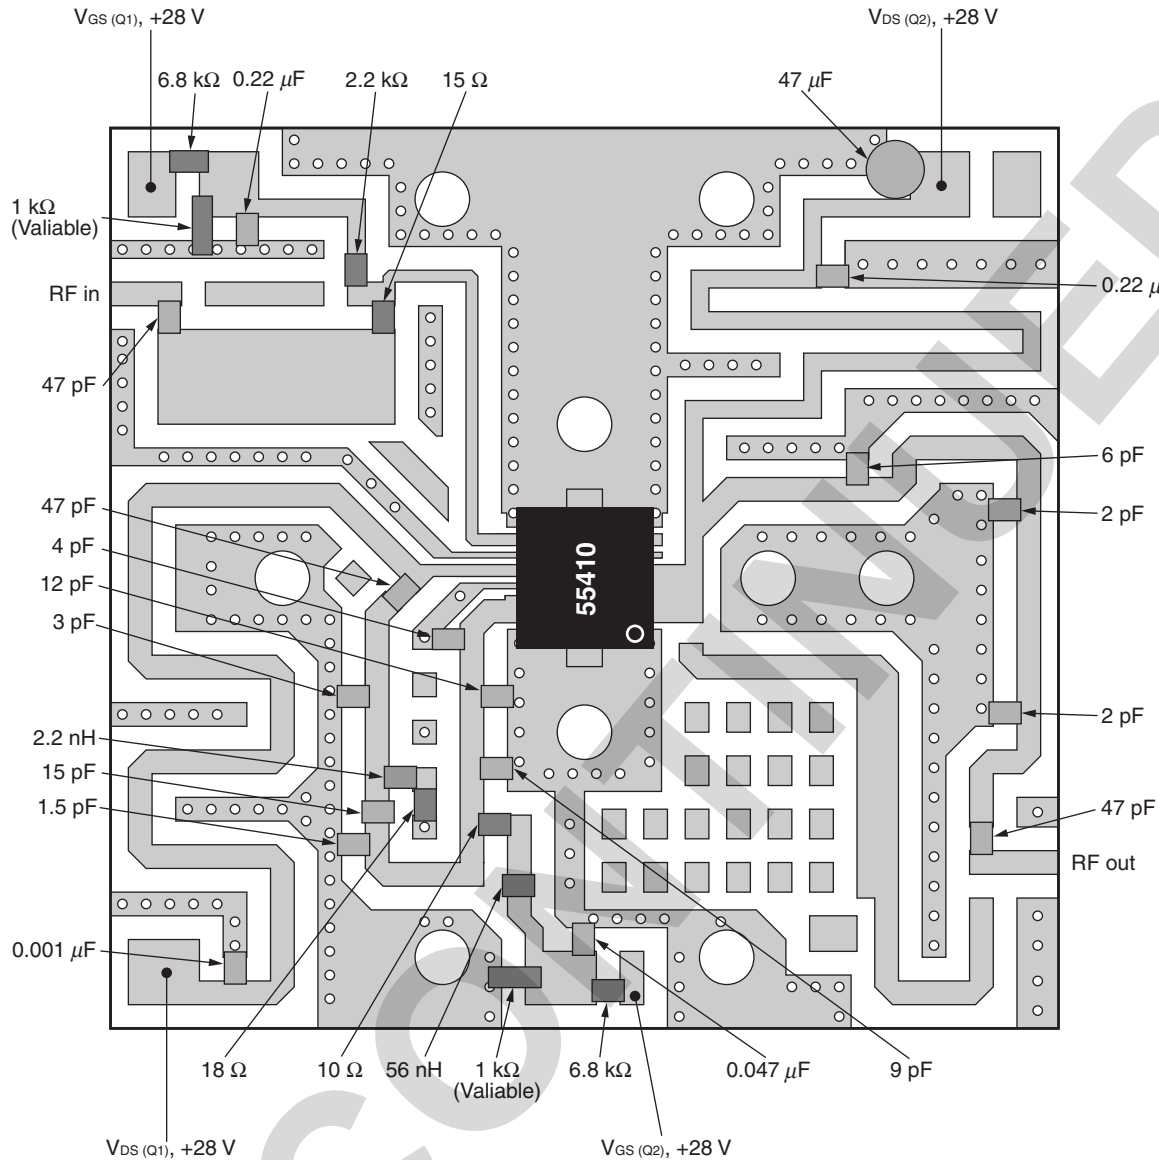 VGS (Q1), +28 V
VDS (Q2), +28 V
6.8 kΩ
0.22 μF
2.2 kΩ
15 Ω
47 μF
1 kΩ
(Valiable)
RF in
0.22 μ
47 pF
6 pF
47 pF
2 pF
4 pF
12 pF
3 pF
55410
2 pF
2.2 nH
15 pF
1.5 pF
47 pF
RF out
0.001 μF
18 Ω
10 Ω
56 nH
1 kΩ
(Valiable)
6.8 kΩ
0.047 μF
9 pF
VDS (Q1), +28 V
VGS (Q2), +28 V
CONTINUED